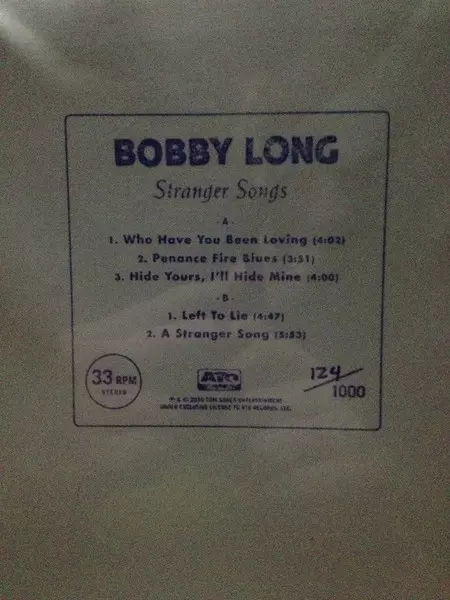 BOBBY LONG
Stranger Songs
- A -
1. Who Have You Been Loving (4:02)
2. Penance Fire Blues (3:51)
3. Hide Yours, I'll Hide Mine (4:00)
- B -
1. Left To Lie (4:47)
2. A Stranger Song (5:53)
33 RPM
STEREO
ATO
RECORDS
124/1000
ENTERTAINMENT
UNDER EXCLUSIVE LICENSE TO ATO RECORDS, LLC.